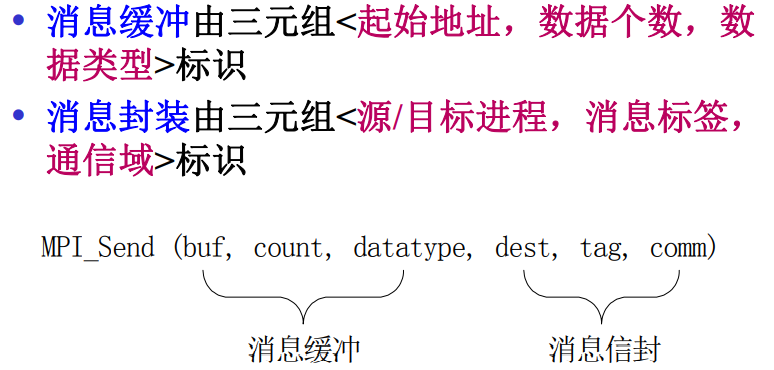 • 消息缓冲由三元组<起始地址，数据个数，数
据类型>标识
• 消息封装由三元组<源/目标进程，消息标签，
通信域>标识
MPI_Send (buf, count, datatype, dest, tag, comm)
消息缓冲 消息信封